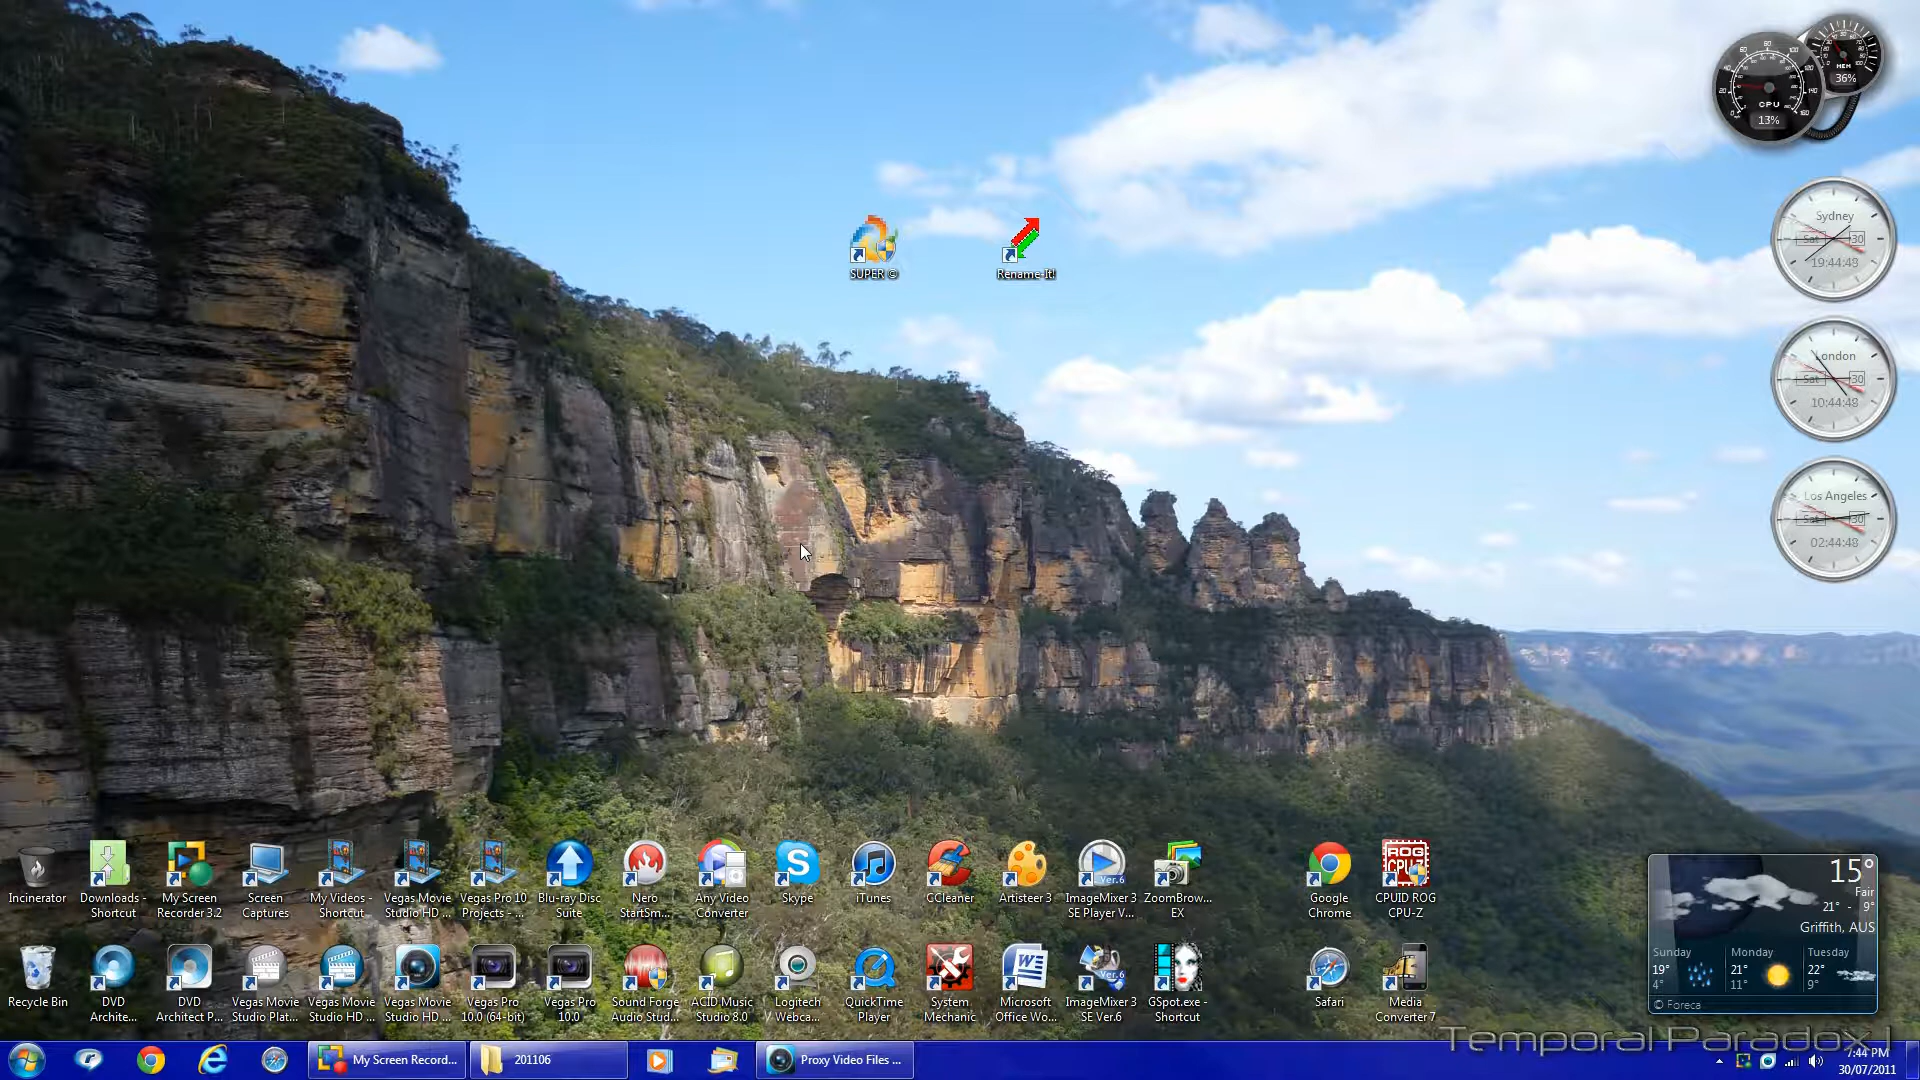 MEM
36%
CPU
13%
Sydney
Sat 30
19:44:48
SUPER ©
Rename-It!
London
Sat 30
10:44:48
Los Angeles
Sat 30
02:44:48
Incinerator
Downloads - Shortcut
My Screen Recorder 3.2
Screen Captures
My Videos - Shortcut
Vegas Movie Studio HD ...
Vegas Pro 10 Projects - ...
Blu-ray Disc Suite
Nero StartSm...
Any Video Converter
Skype
iTunes
CCleaner
Artisteer 3
ImageMixer 3 SE Player V...
ZoomBrow... EX
Google Chrome
CPUID ROG CPU-Z
Recycle Bin
DVD Archite...
DVD Architect P...
Vegas Movie Studio Plat...
Vegas Movie Studio HD ...
Vegas Movie Studio HD ...
Vegas Pro 10.0 (64-bit)
Vegas Pro 10.0
Sound Forge Audio Stud...
ACID Music Studio 8.0
Logitech Webca...
QuickTime Player
System Mechanic
Microsoft Office Wo...
ImageMixer 3 SE Ver.6
GSpot.exe - Shortcut
Safari
Media Converter 7
15°
Fair
21° - 9°
Griffith, AUS
Sunday Monday Tuesday
19° 21° 22°
4° 11° 9°
© Foreca
Temporal Paradox
My Screen Record...
201106
Proxy Video Files ...
7:44 PM
30/07/2011